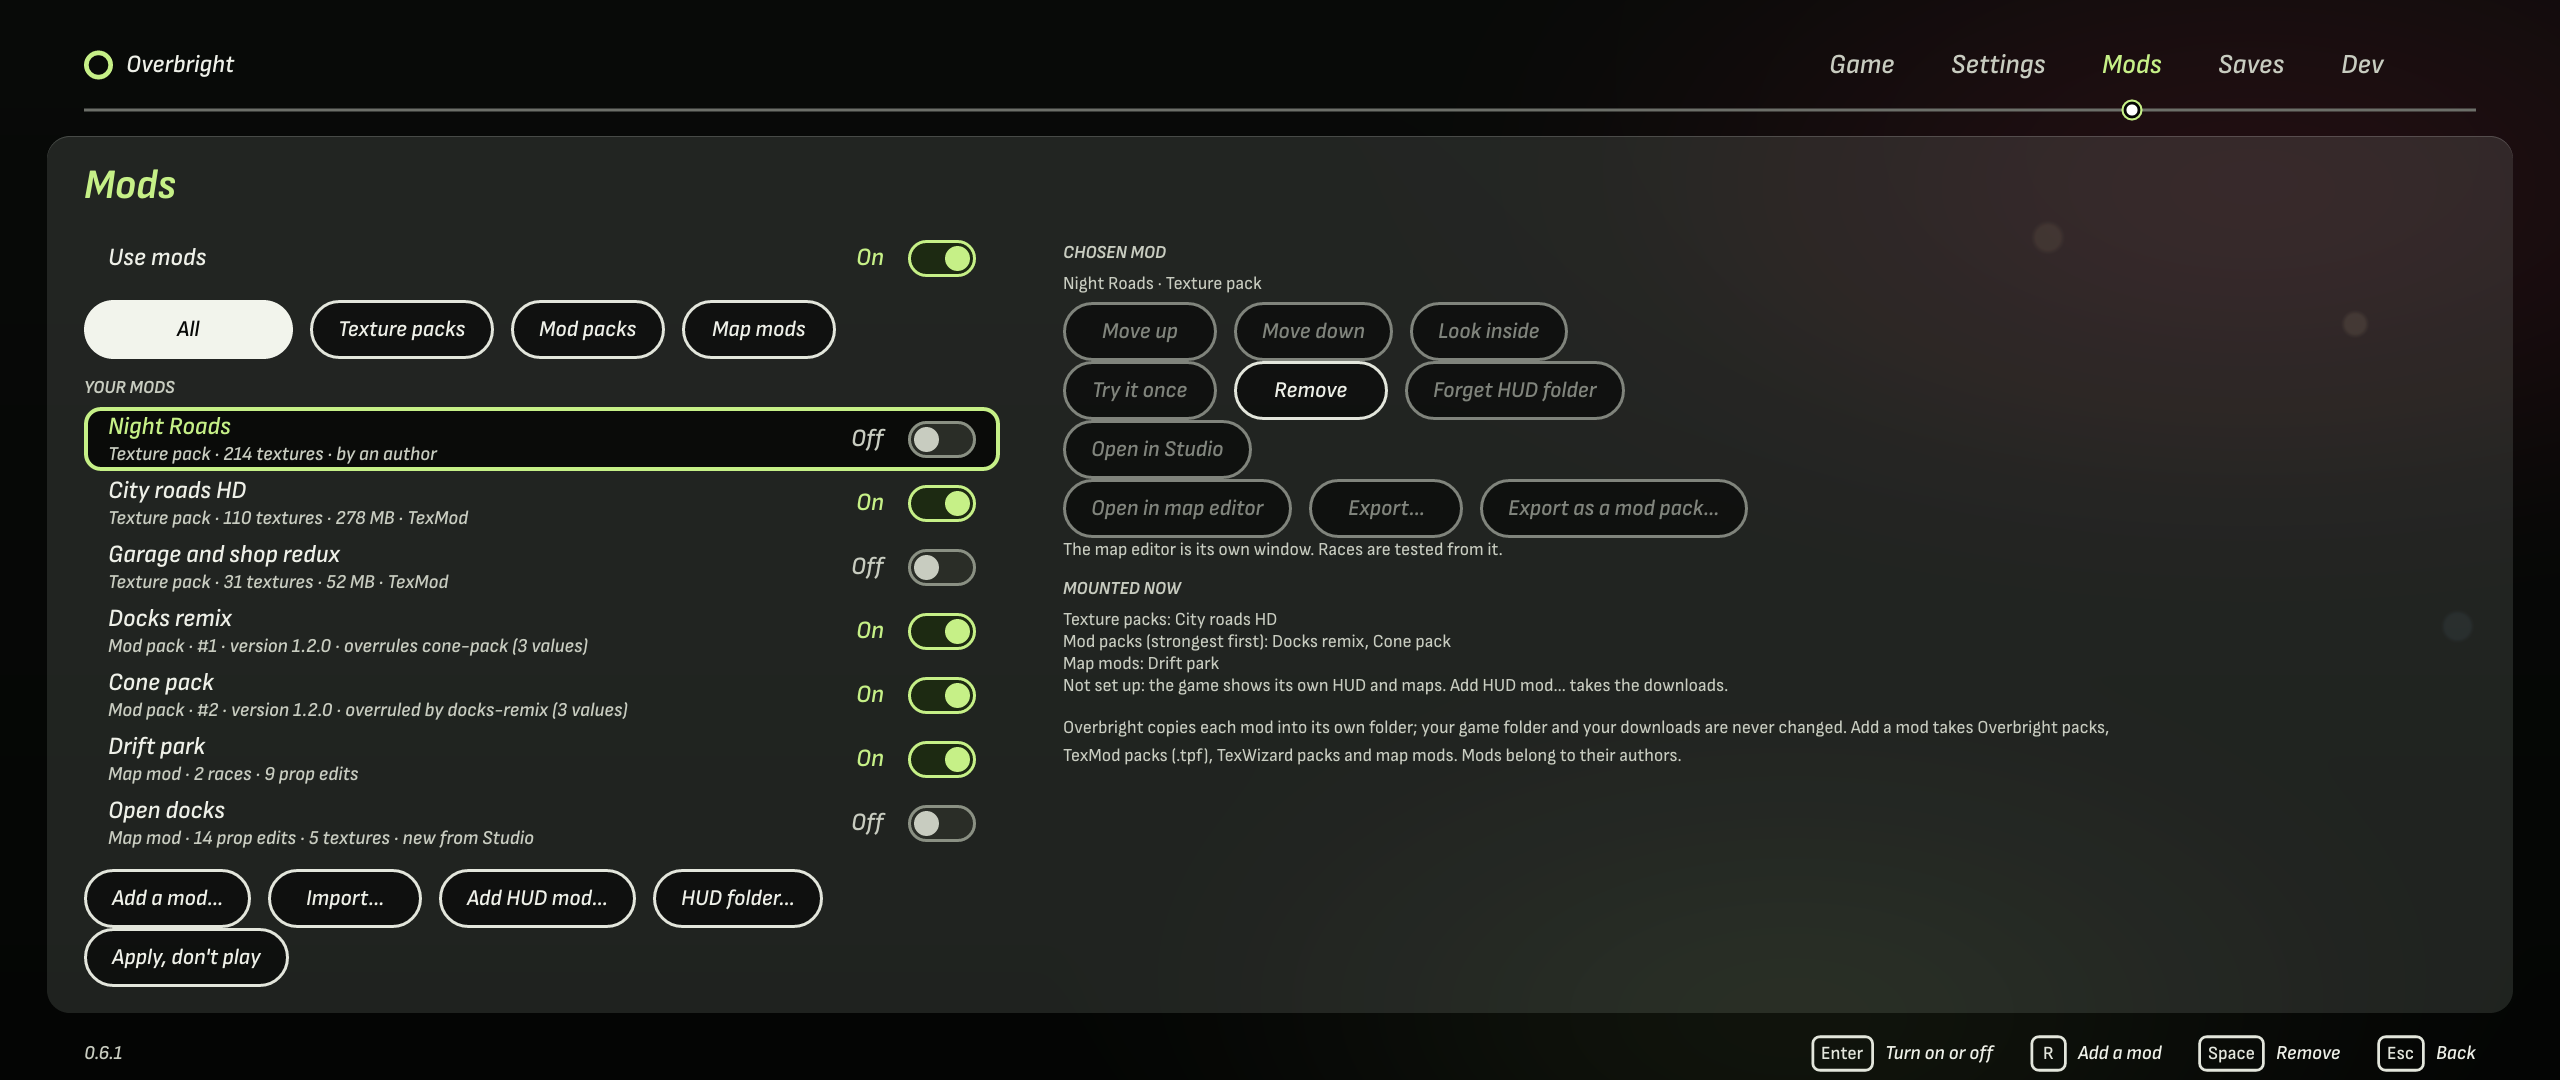 Overbright
Game Settings Mods Saves Dev
Mods
Use mods On
All Texture packs Mod packs Map mods
YOUR MODS
Night Roads Off
Texture pack · 214 textures · by an author
City roads HD On
Texture pack · 110 textures · 278 MB · TexMod
Garage and shop redux Off
Texture pack · 31 textures · 52 MB · TexMod
Docks remix On
Mod pack · #1 · version 1.2.0 · overrules cone-pack (3 values)
Cone pack On
Mod pack · #2 · version 1.2.0 · overruled by docks-remix (3 values)
Drift park On
Map mod · 2 races · 9 prop edits
Open docks Off
Map mod · 14 prop edits · 5 textures · new from Studio
Add a mod... Import... Add HUD mod... HUD folder...
Apply, don't play
CHOSEN MOD
Night Roads · Texture pack
Move up Move down Look inside
Try it once Remove Forget HUD folder
Open in Studio
Open in map editor Export... Export as a mod pack...
The map editor is its own window. Races are tested from it.
MOUNTED NOW
Texture packs: City roads HD
Mod packs (strongest first): Docks remix, Cone pack
Map mods: Drift park
Not set up: the game shows its own HUD and maps. Add HUD mod... takes the downloads.
Overbright copies each mod into its own folder; your game folder and your downloads are never changed. Add a mod takes Overbright packs,
TexMod packs (.tpf), TexWizard packs and map mods. Mods belong to their authors.
0.6.1
Enter Turn on or off R Add a mod Space Remove Esc Back